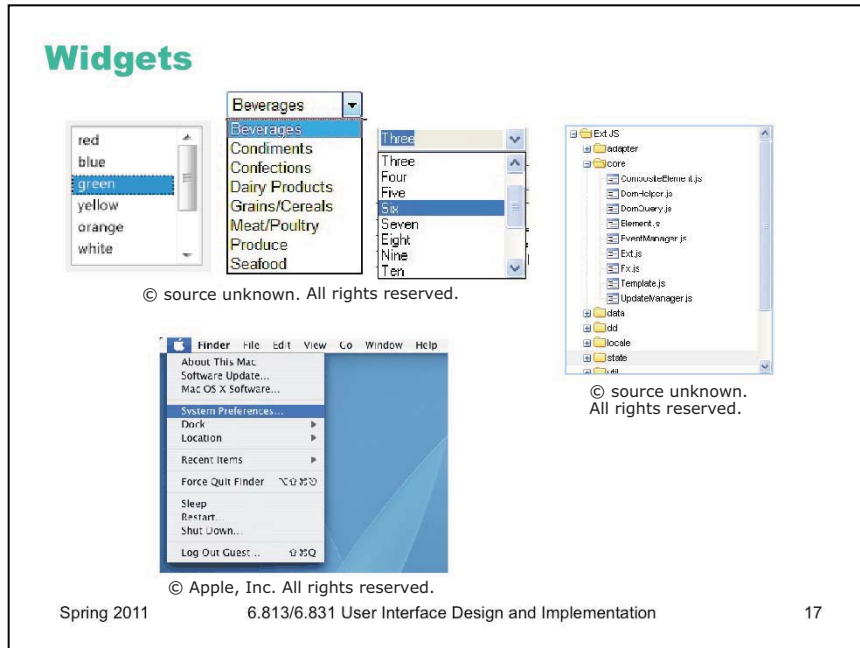 Widgets
red
blue
green
yellow
orange
white
Beverages
Beverages
Condiments
Confections
Dairy Products
Grains/Cereals
Meat/Poultry
Produce
Seafood
Three
Three
Four
Five
Six
Seven
Eight
Nine
Ten
© source unknown. All rights reserved.
Ext JS
adapter
core
CompositeElement.js
DomHelper.js
DomQuery.js
Element.js
EventManager.js
Ext.js
Fx.js
Template.js
UpdateManager.js
data
dd
locale
state
util
© source unknown.
All rights reserved.
Finder File Edit View Go Window Help
About This Mac
Software Update...
Mac OS X Software...
System Preferences...
Dock
Location
Recent Items
Force Quit Finder ⌥⇧⌘⎋
Sleep
Restart...
Shut Down...
Log Out Guest... ⇧⌘Q
© Apple, Inc. All rights reserved.
Spring 2011 6.813/6.831 User Interface Design and Implementation 17